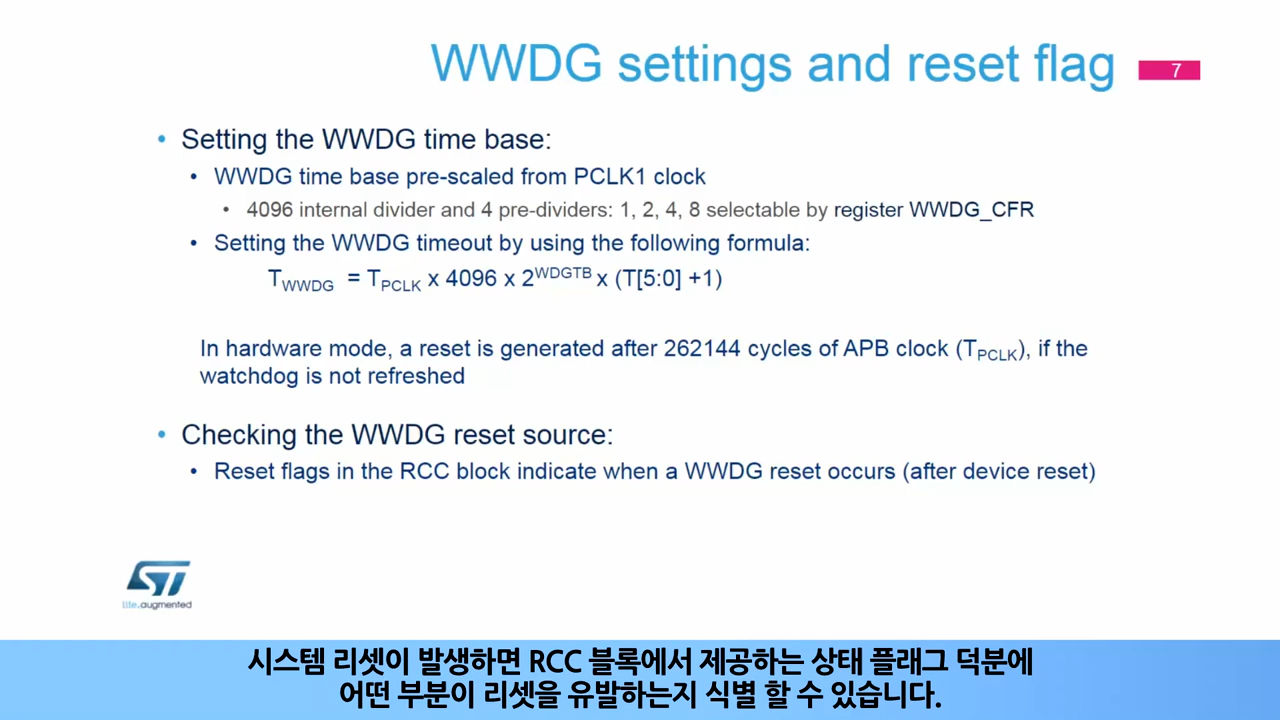 WWDG settings and reset flag
7
• Setting the WWDG time base:
• WWDG time base pre-scaled from PCLK1 clock
• 4096 internal divider and 4 pre-dividers: 1, 2, 4, 8 selectable by register WWDG_CFR
• Setting the WWDG timeout by using the following formula:
T_WWDG = T_PCLK x 4096 x 2^WDGTB x (T[5:0] +1)
In hardware mode, a reset is generated after 262144 cycles of APB clock (T_PCLK), if the
watchdog is not refreshed
• Checking the WWDG reset source:
• Reset flags in the RCC block indicate when a WWDG reset occurs (after device reset)
ST
life.augmented
시스템 리셋이 발생하면 RCC 블록에서 제공하는 상태 플래그 덕분에
어떤 부분이 리셋을 유발하는지 식별 할 수 있습니다.